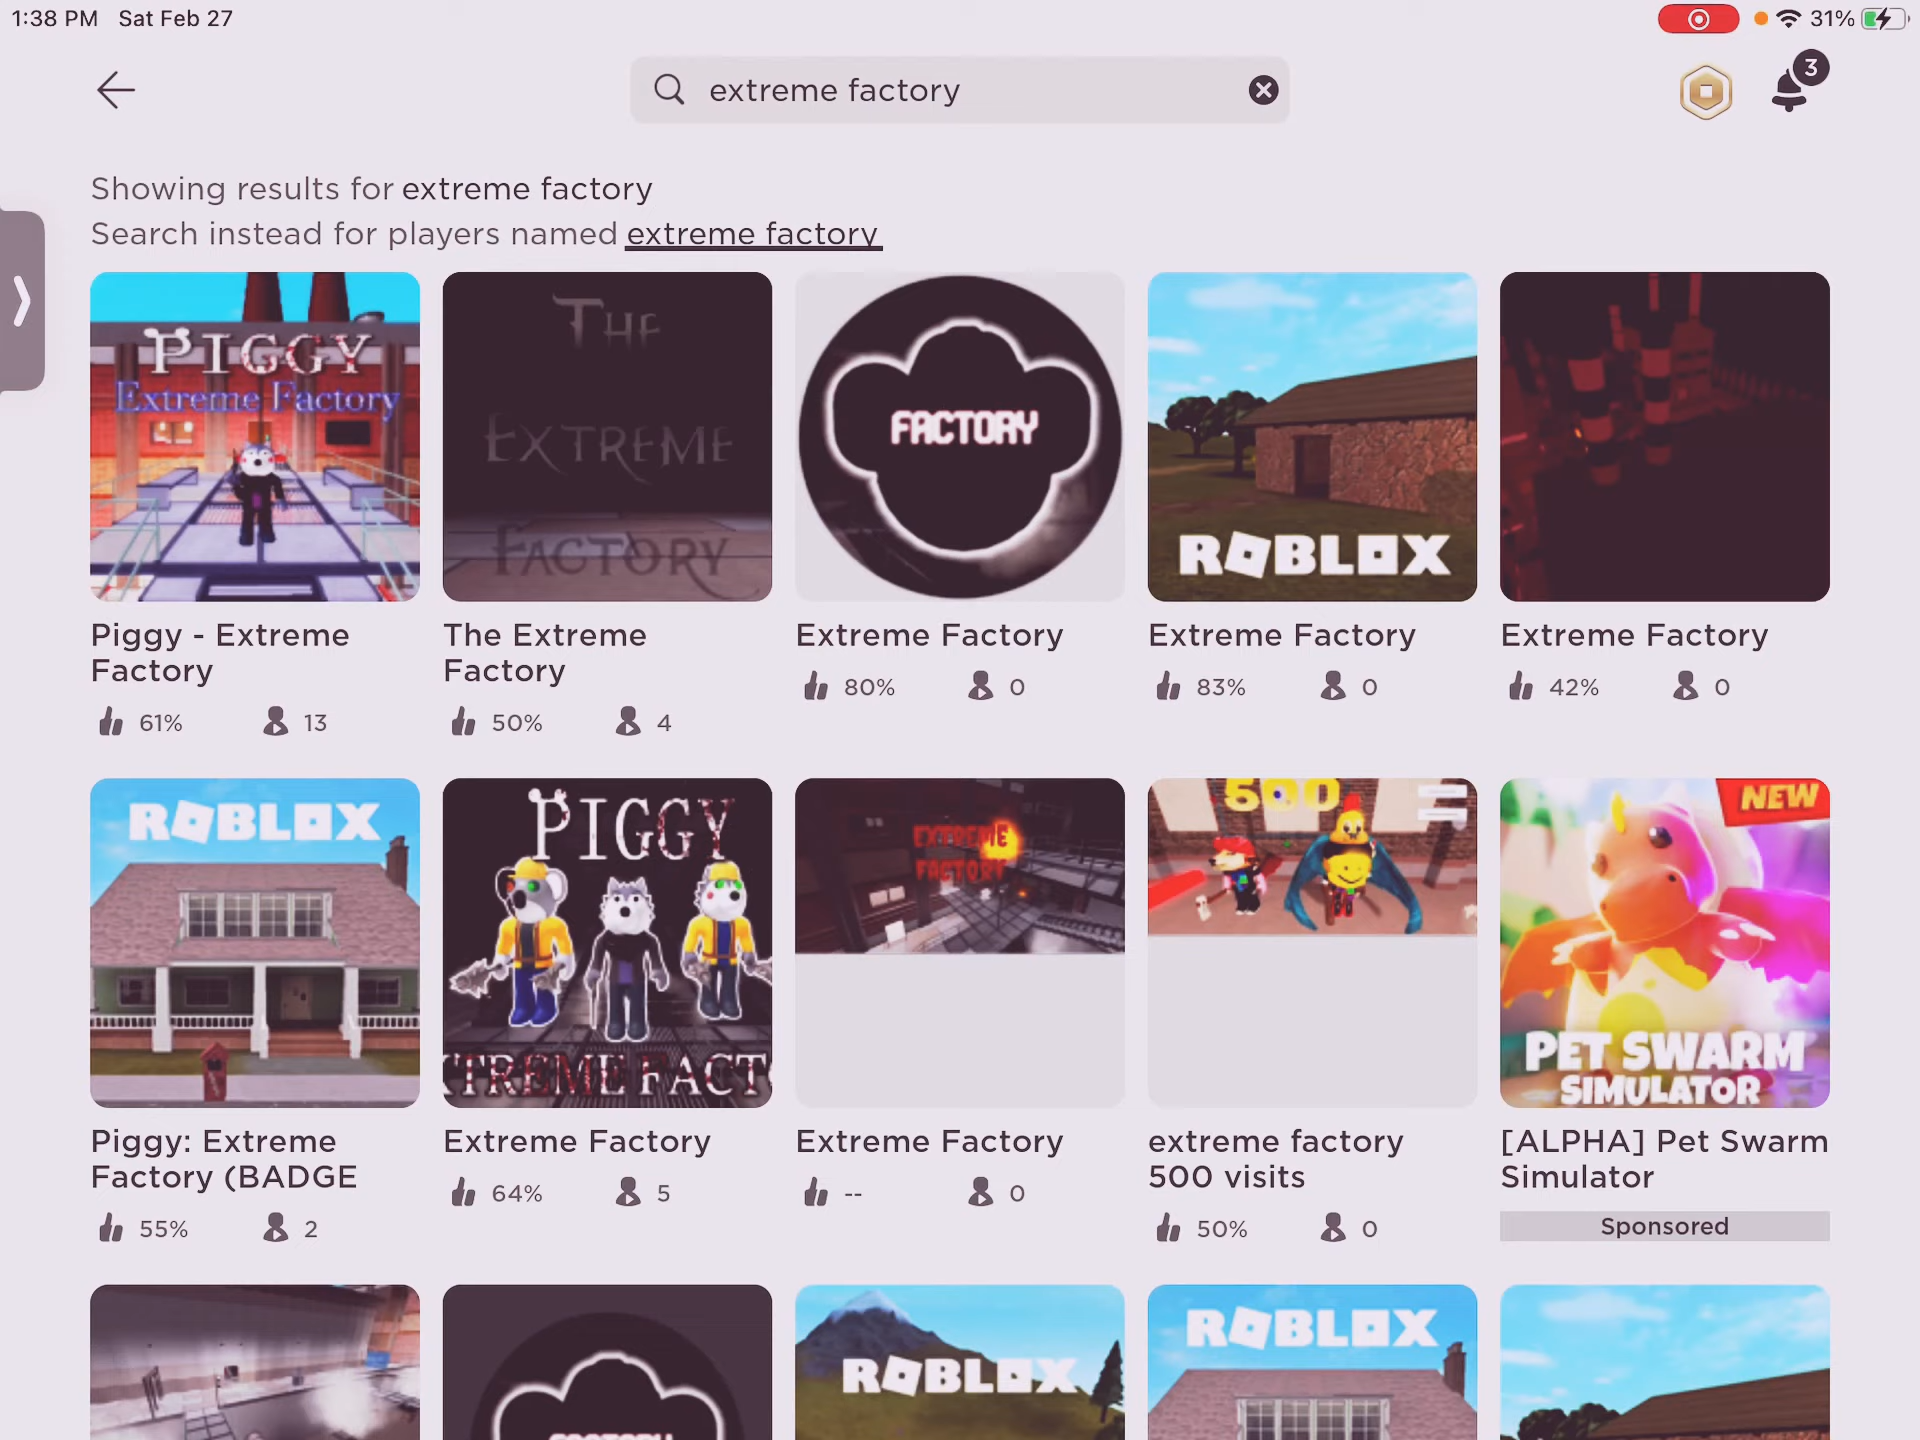 1:38 PM Sat Feb 27
31%
extreme factory
3
Showing results for extreme factory
Search instead for players named extreme factory
PIGGY
Extreme Factory
THE
EXTREME
FACTORY
FACTORY
ROBLOX
Piggy - Extreme
Factory
61% 13
The Extreme
Factory
50% 4
Extreme Factory
80% 0
Extreme Factory
83% 0
Extreme Factory
42% 0
ROBLOX
PIGGY
XTREME FACT
EXTREME
FACTORY
500
NEW
PET SWARM
SIMULATOR
Piggy: Extreme
Factory (BADGE
55% 2
Extreme Factory
64% 5
Extreme Factory
-- 0
extreme factory
500 visits
50% 0
[ALPHA] Pet Swarm
Simulator
Sponsored
FACTORY
ROBLOX
ROBLOX